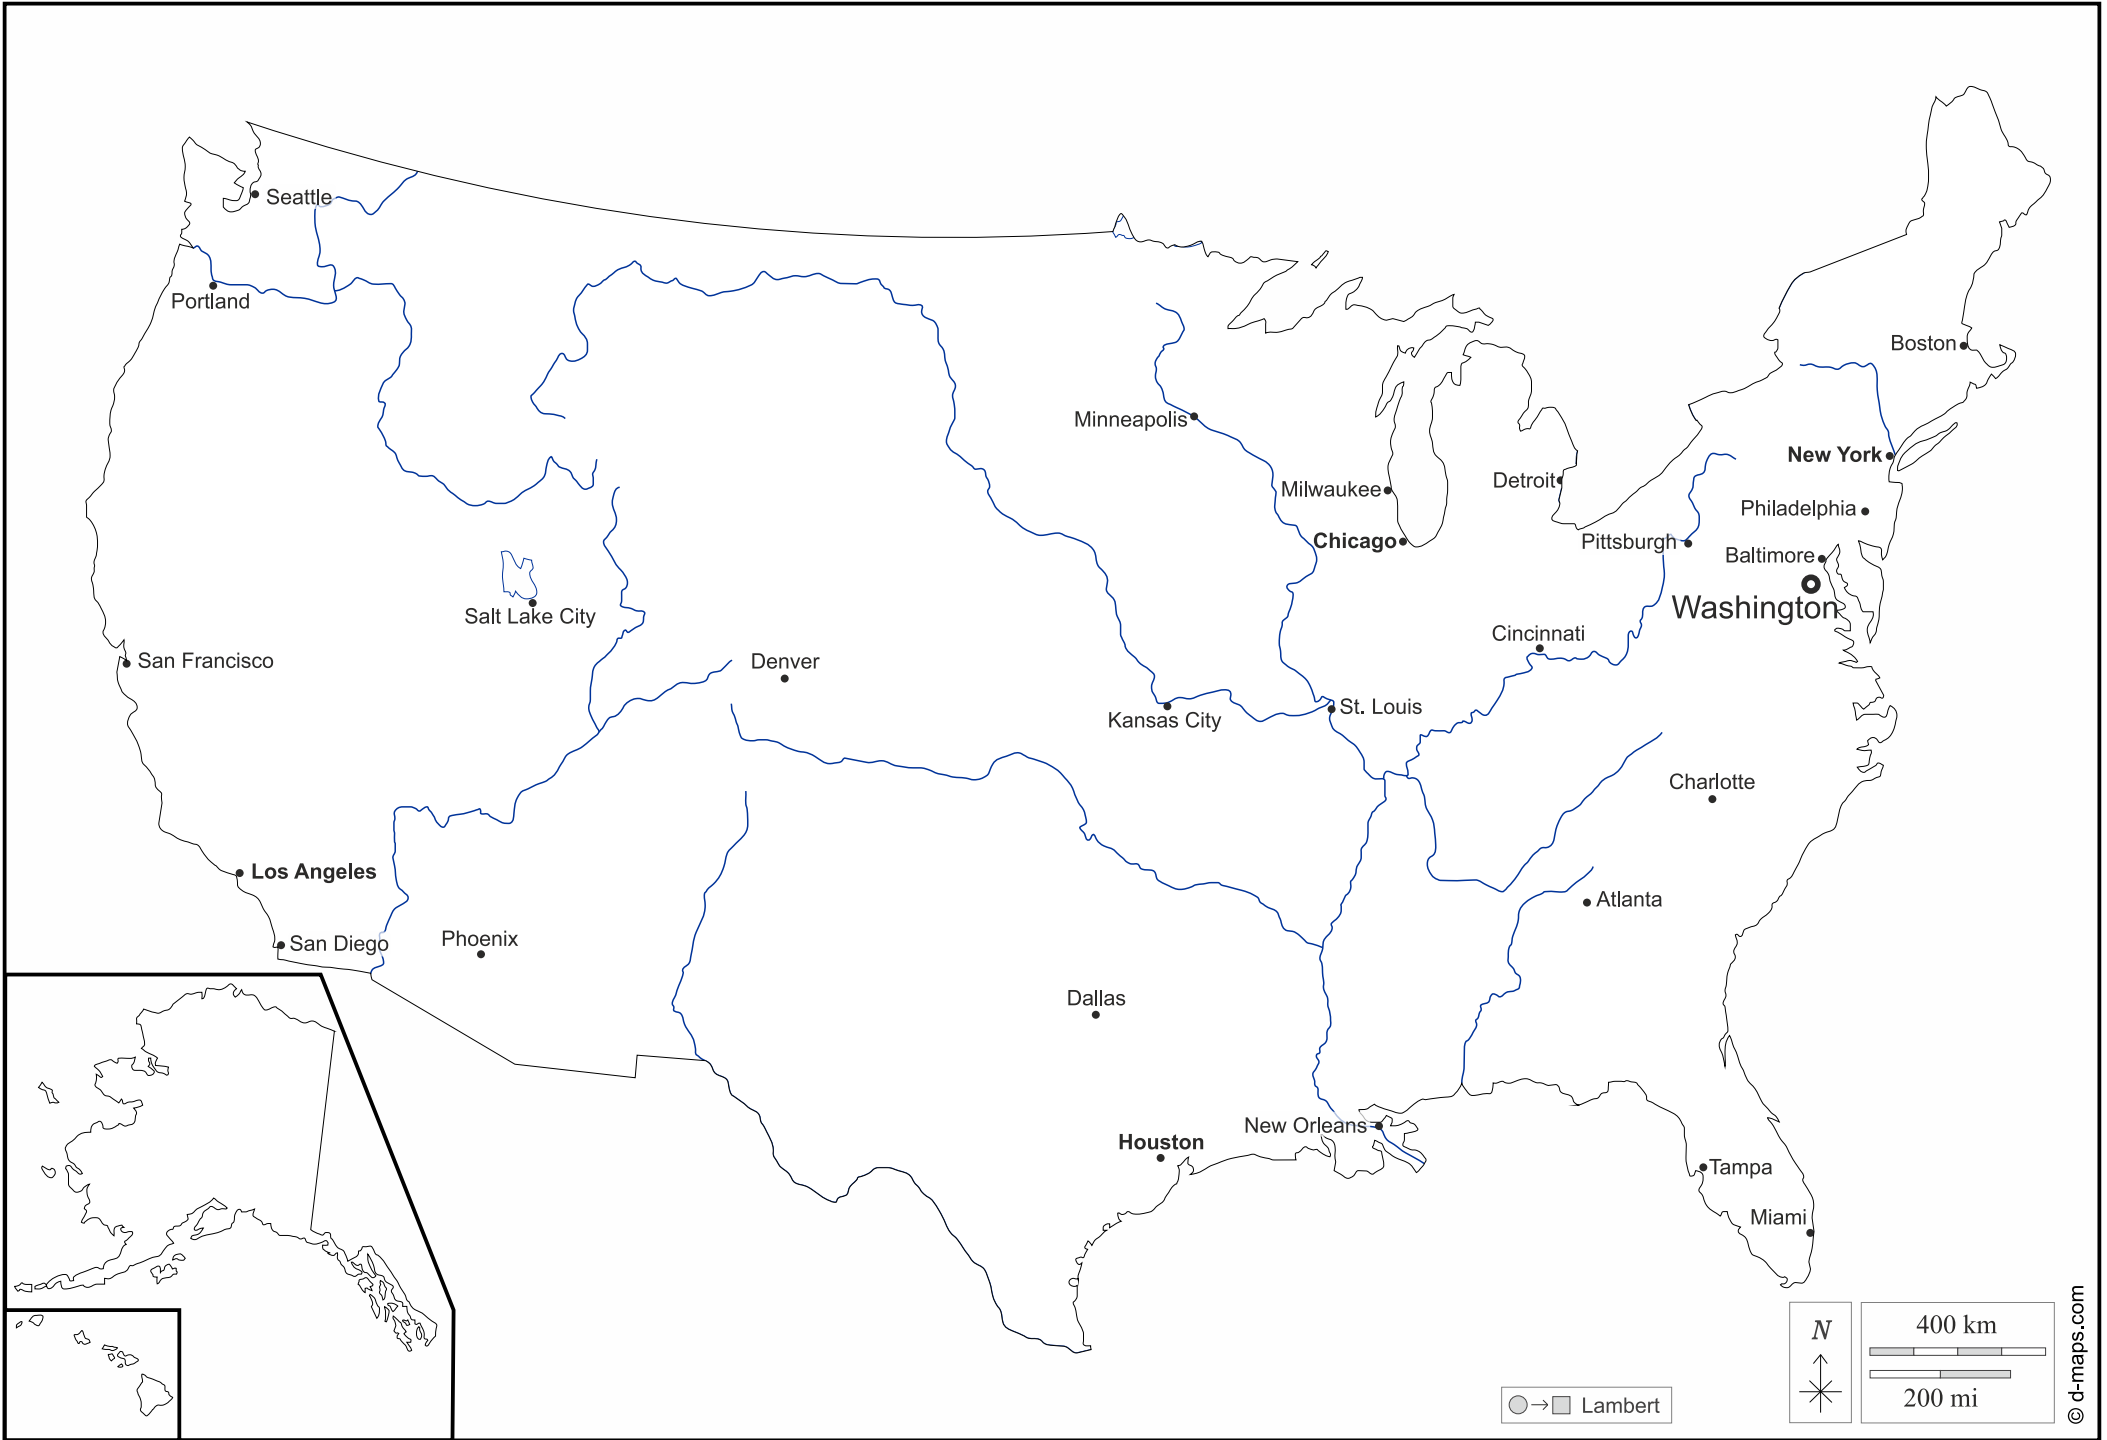 Seattle
Portland
Boston
Minneapolis
New York
Milwaukee
Detroit
Philadelphia
Chicago
Pittsburgh
Baltimore
Washington
Salt Lake City
Cincinnati
San Francisco
Denver
Kansas City
St. Louis
Charlotte
Los Angeles
Atlanta
San Diego
Phoenix
Dallas
New Orleans
Houston
Tampa
Miami
N
400 km
200 mi
Lambert
© d-maps.com